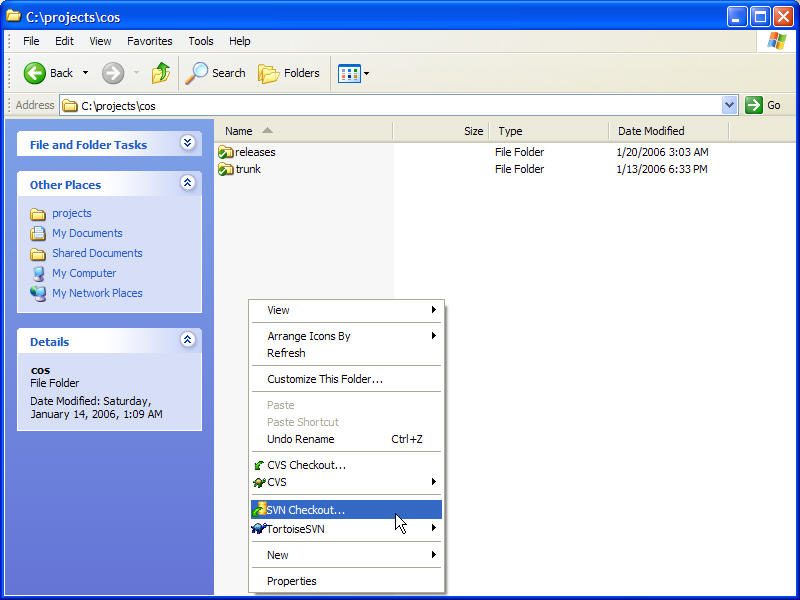 C:\projects\cos
File Edit View Favorites Tools Help
Back Search Folders
Address C:\projects\cos Go
File and Folder Tasks
Other Places
projects
My Documents
Shared Documents
My Computer
My Network Places
Details
cos
File Folder
Date Modified: Saturday,
January 14, 2006, 1:09 AM
Name Size Type Date Modified
releases File Folder 1/20/2006 3:03 AM
trunk File Folder 1/13/2006 6:33 PM
View
Arrange Icons By
Refresh
Customize This Folder...
Paste
Paste Shortcut
Undo Rename Ctrl+Z
CVS Checkout...
CVS
SVN Checkout...
TortoiseSVN
New
Properties